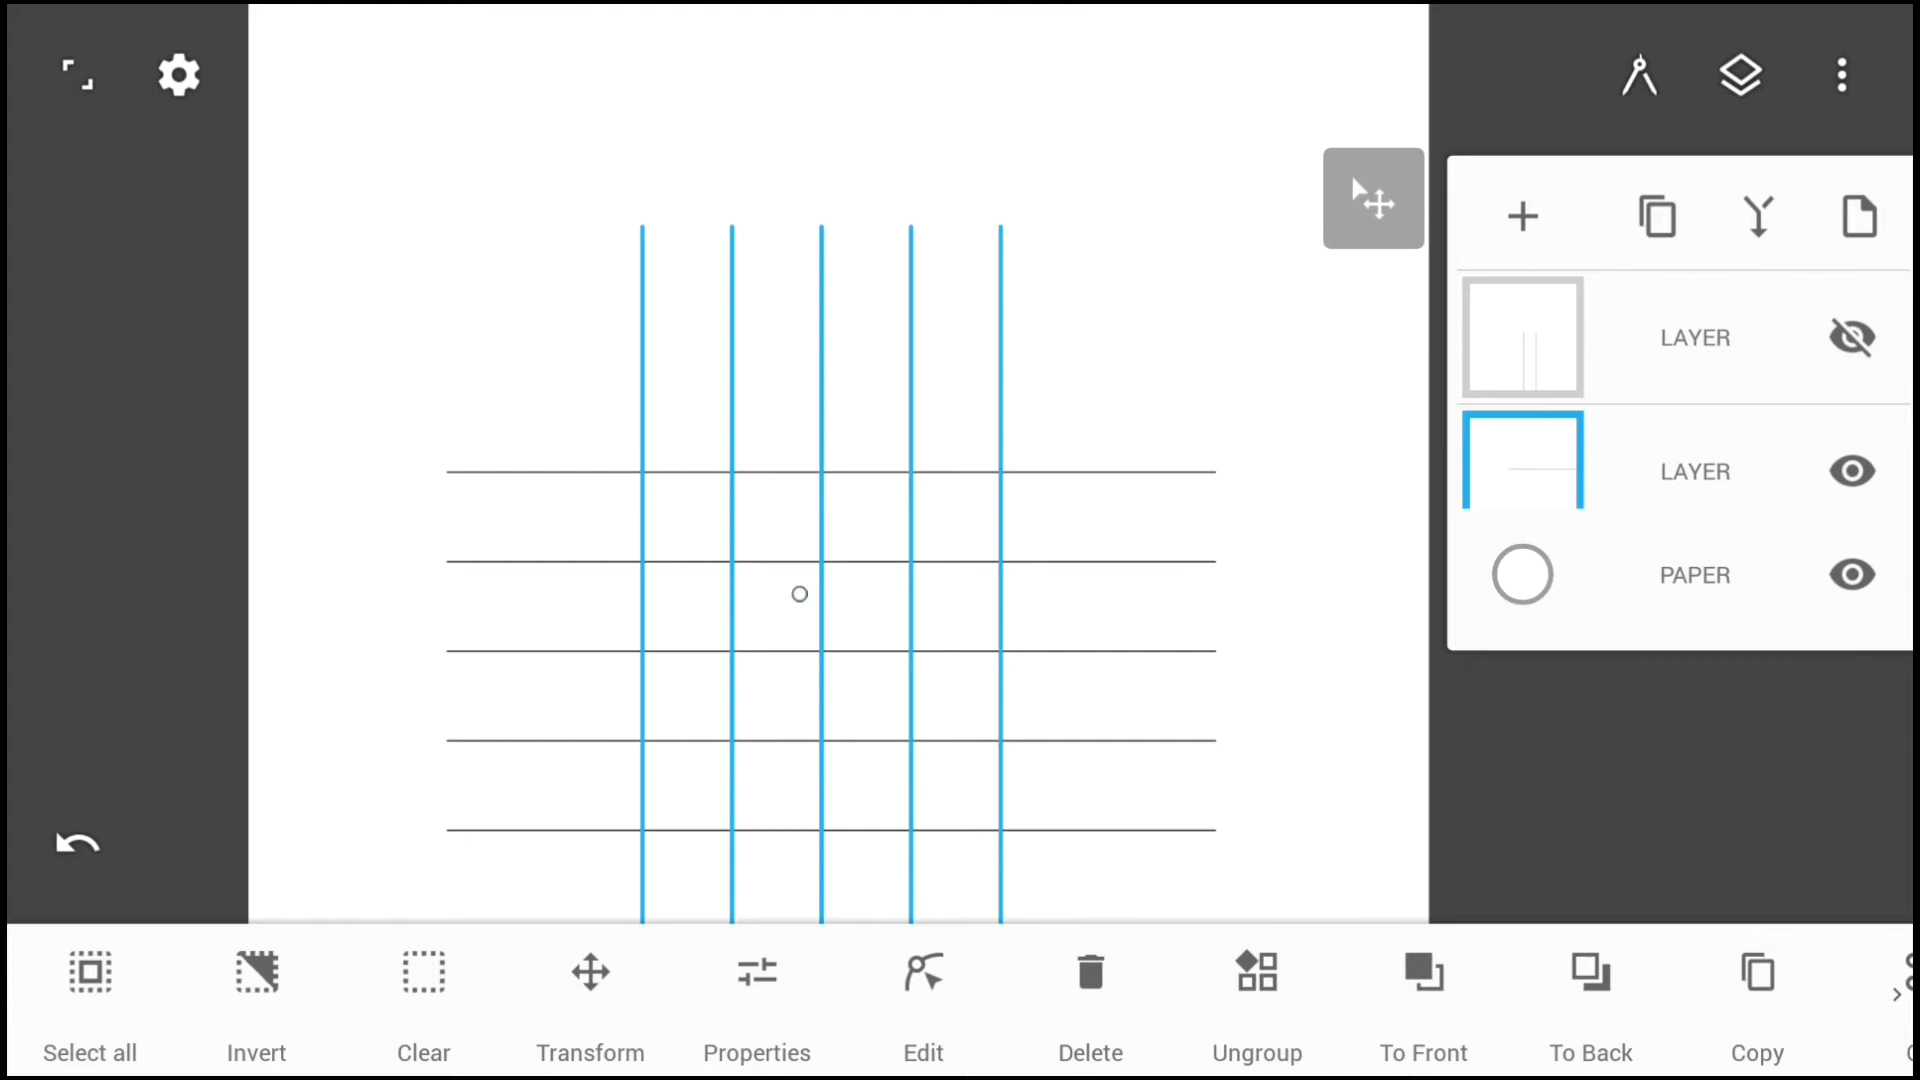 LAYER
LAYER
PAPER
Select all
Invert
Clear
Transform
Properties
Edit
Delete
Ungroup
To Front
To Back
Copy